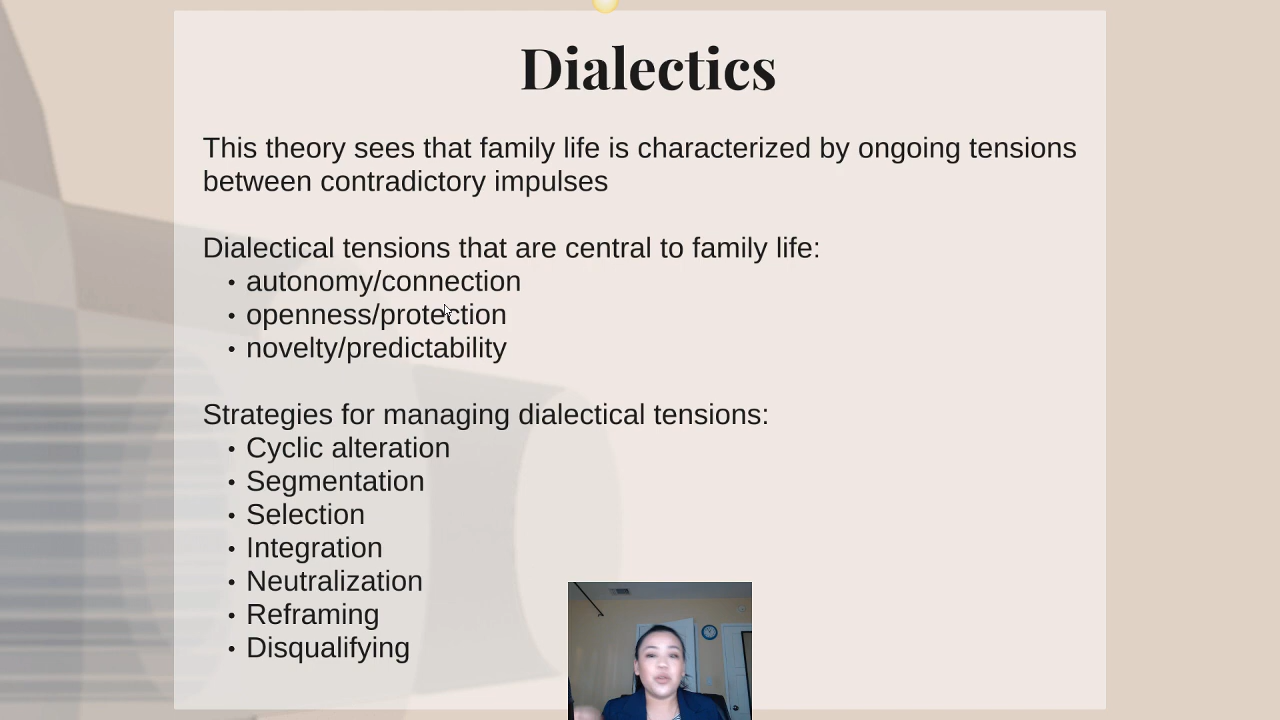 Dialectics
This theory sees that family life is characterized by ongoing tensions
between contradictory impulses
Dialectical tensions that are central to family life:
• autonomy/connection
• openness/protection
• novelty/predictability
Strategies for managing dialectical tensions:
• Cyclic alteration
• Segmentation
• Selection
• Integration
• Neutralization
• Reframing
• Disqualifying